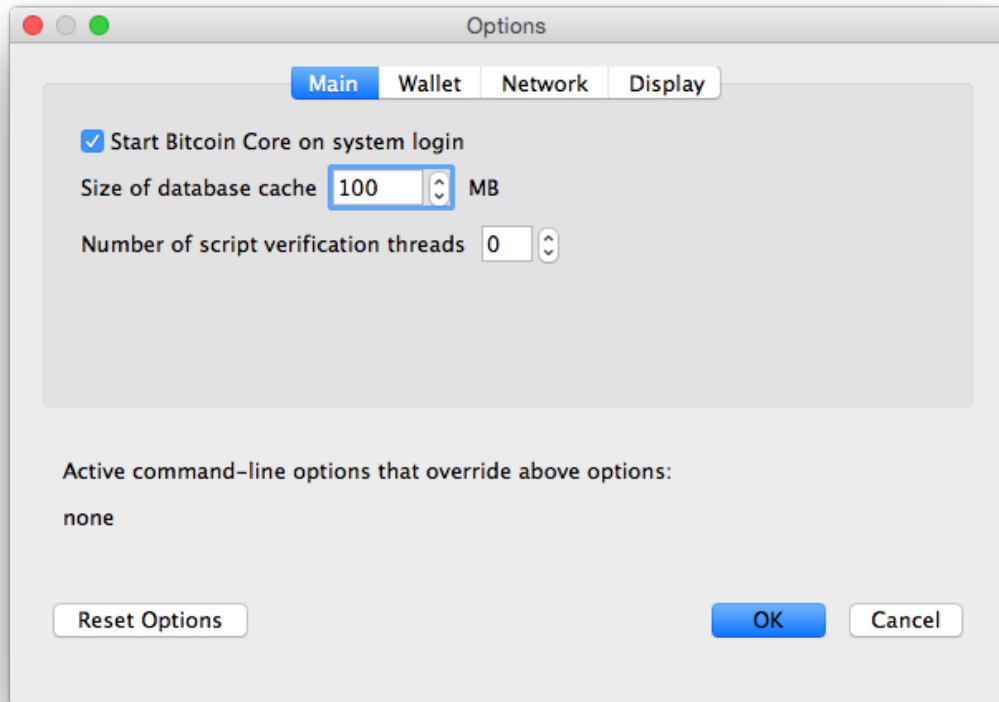 Options
Main Wallet Network Display
Start Bitcoin Core on system login
Size of database cache 100 MB
Number of script verification threads 0
Active command-line options that override above options:
none
Reset Options OK Cancel